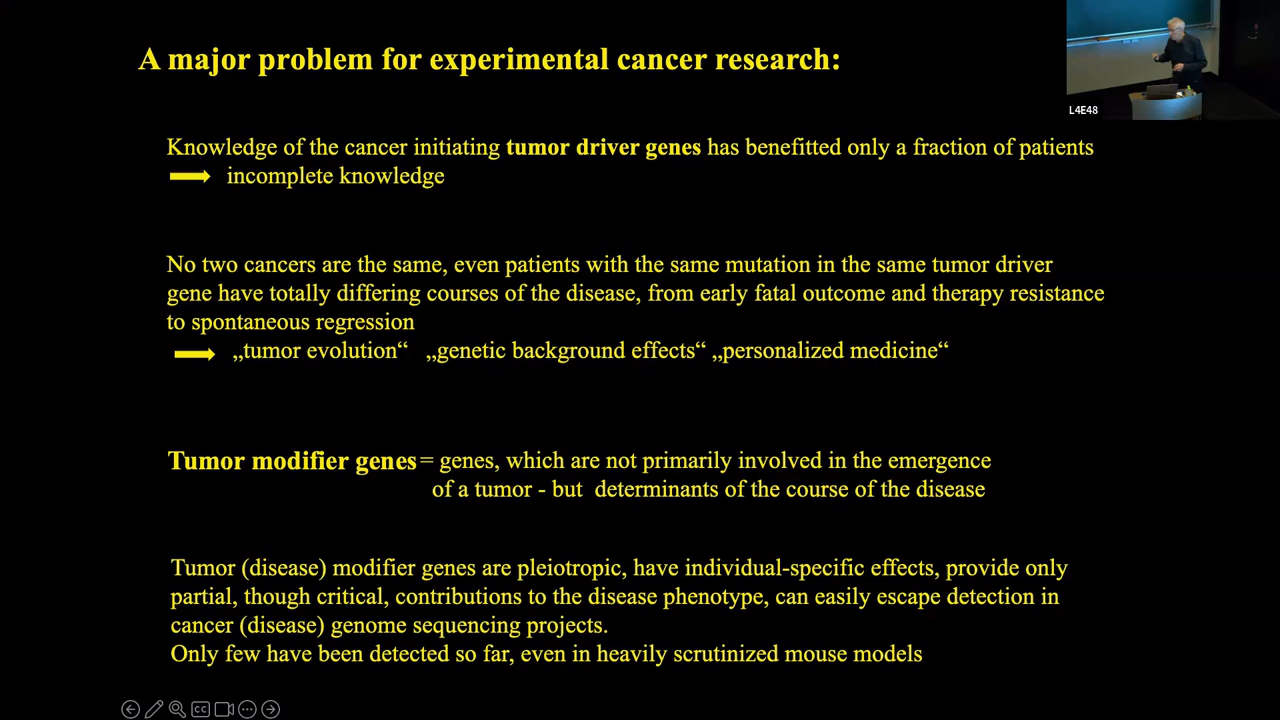 A major problem for experimental cancer research:
L4E48
Knowledge of the cancer initiating tumor driver genes has benefitted only a fraction of patients
incomplete knowledge
No two cancers are the same, even patients with the same mutation in the same tumor driver
gene have totally differing courses of the disease, from early fatal outcome and therapy resistance
to spontaneous regression
„tumor evolution“ „genetic background effects“ „personalized medicine“
Tumor modifier genes = genes, which are not primarily involved in the emergence
of a tumor - but determinants of the course of the disease
Tumor (disease) modifier genes are pleiotropic, have individual-specific effects, provide only
partial, though critical, contributions to the disease phenotype, can easily escape detection in
cancer (disease) genome sequencing projects.
Only few have been detected so far, even in heavily scrutinized mouse models
CC